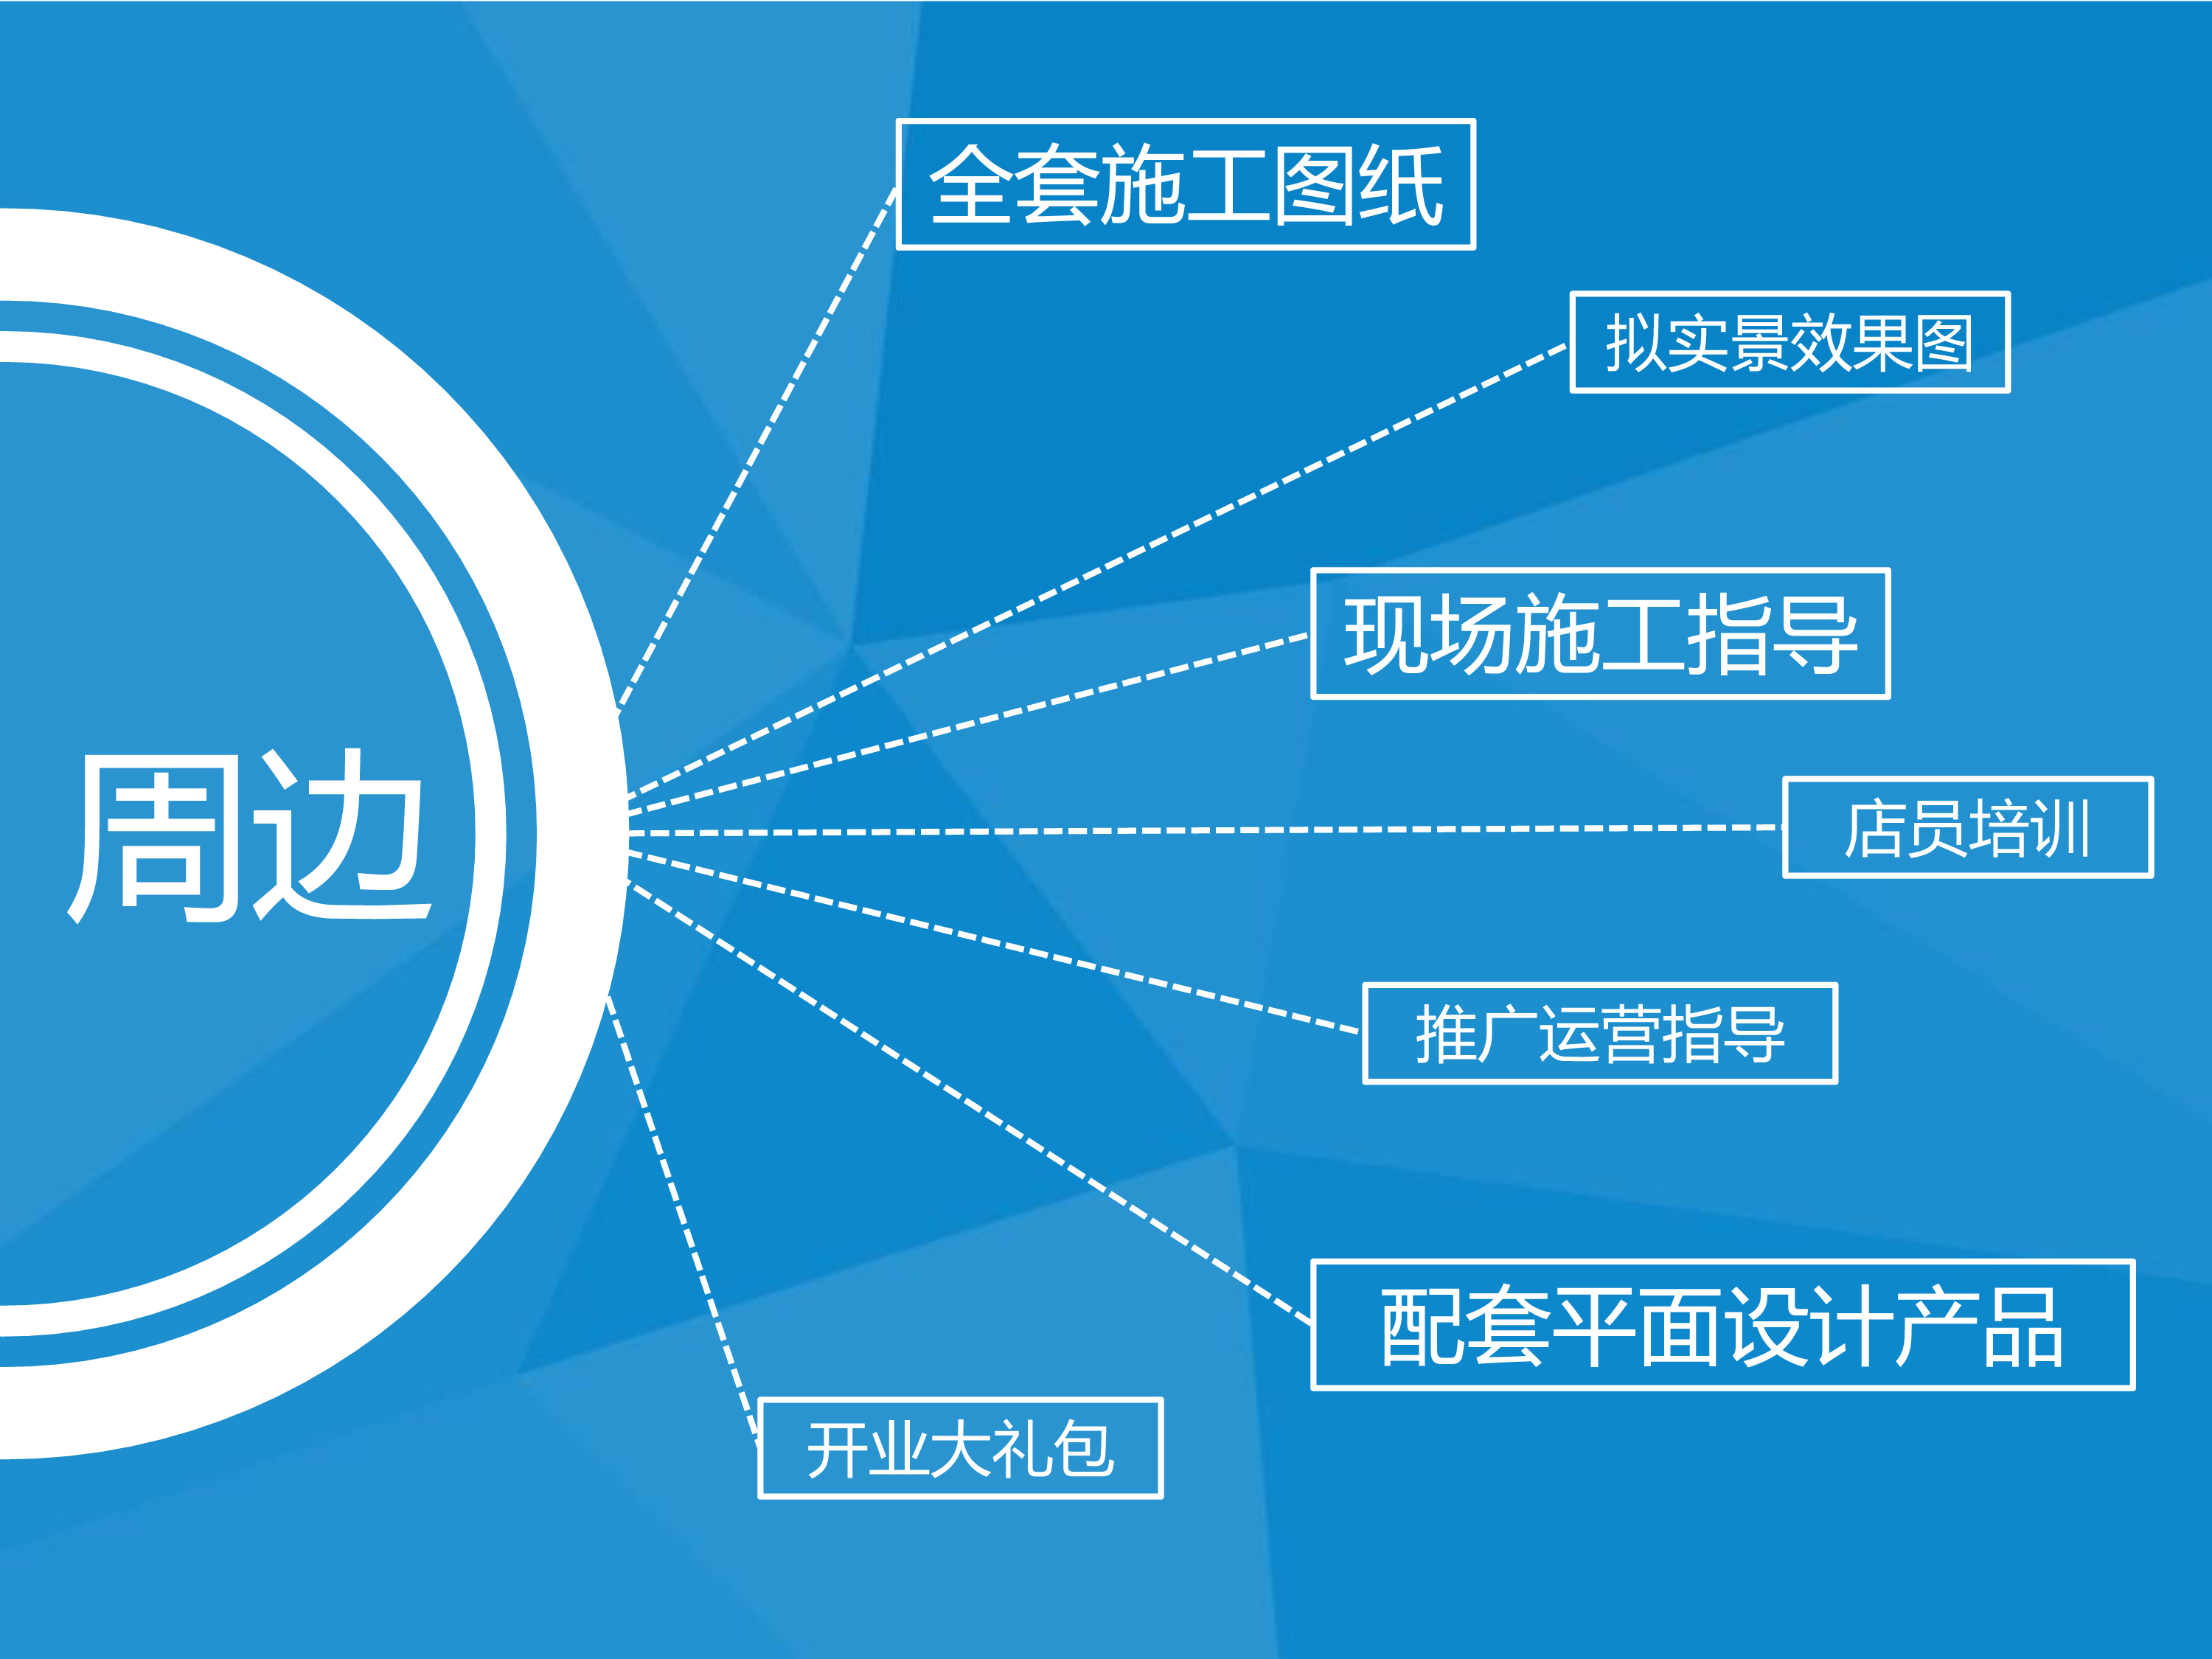 周边
全套施工图纸
拟实景效果图
现场施工指导
店员培训
推广运营指导
配套平面设计产品
开业大礼包